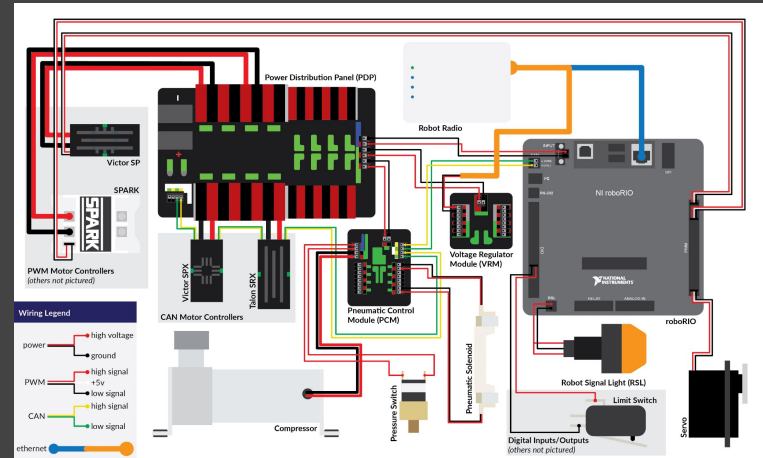 Power Distribution Panel (PDP)
Robot Radio
Victor SP
SPARK
SPARK
PWM Motor Controllers
(others not pictured)
Victor SPX
Talon SRX
CAN Motor Controllers
Pneumatic Control
Module (PCM)
Voltage Regulator
Module (VRM)
INPUT
NI roboRIO
DIO
PWM
NATIONAL
INSTRUMENTS
RSL
RELAY
ANALOG IN
roboRIO
Robot Signal Light (RSL)
Limit Switch
Digital Inputs/Outputs
(others not pictured)
Servo
Pneumatic Solenoid
Pressure Switch
Compressor
Wiring Legend
power
high voltage
ground
PWM
high signal
+5v
low signal
CAN
high signal
low signal
ethernet